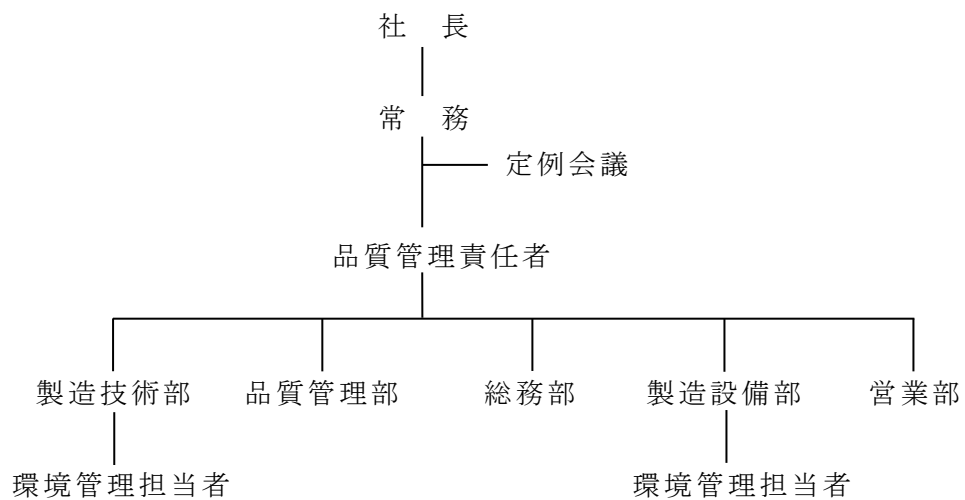 社　長
常　務
定例会議
品質管理責任者
製造技術部　品質管理部　総務部　製造設備部　営業部
環境管理担当者　環境管理担当者